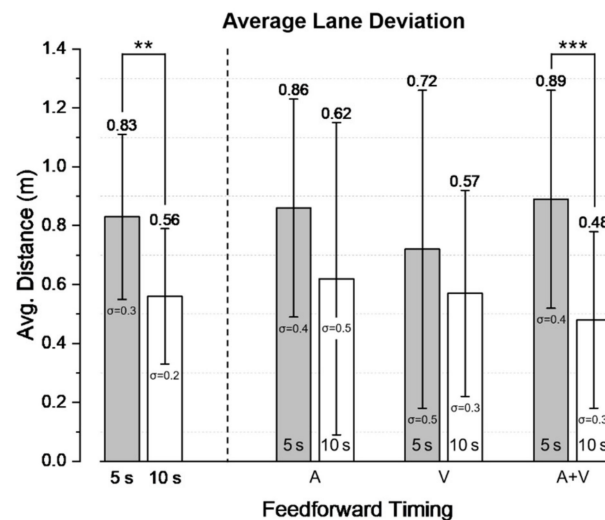 Average Lane Deviation
Avg. Distance (m)
1.4
1.2
1.0
0.8
0.6
0.4
0.2
0.0
** ***
0.83 0.56 0.86 0.62 0.72 0.57 0.89 0.48
σ=0.3 σ=0.2 σ=0.4 σ=0.5 σ=0.5 σ=0.3 σ=0.4 σ=0.3
5 s 10 s 5 s 10 s 5 s 10 s
5 s 10 s A V A+V
Feedforward Timing